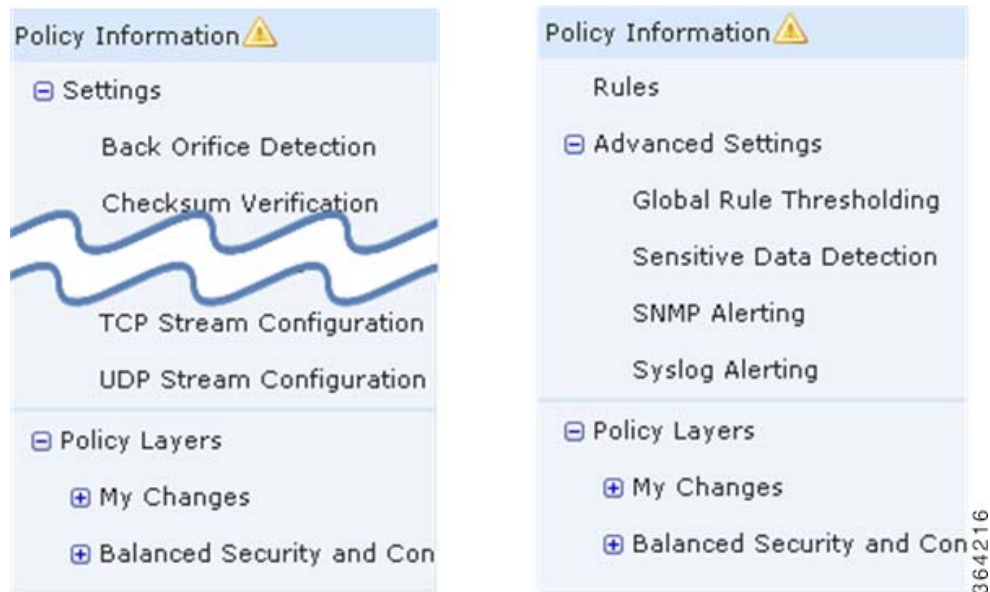 Policy Information
Settings
Back Orifice Detection
Checksum Verification
TCP Stream Configuration
UDP Stream Configuration
Policy Layers
My Changes
Balanced Security and Con
Policy Information
Rules
Advanced Settings
Global Rule Thresholding
Sensitive Data Detection
SNMP Alerting
Syslog Alerting
Policy Layers
My Changes
Balanced Security and Con
364216